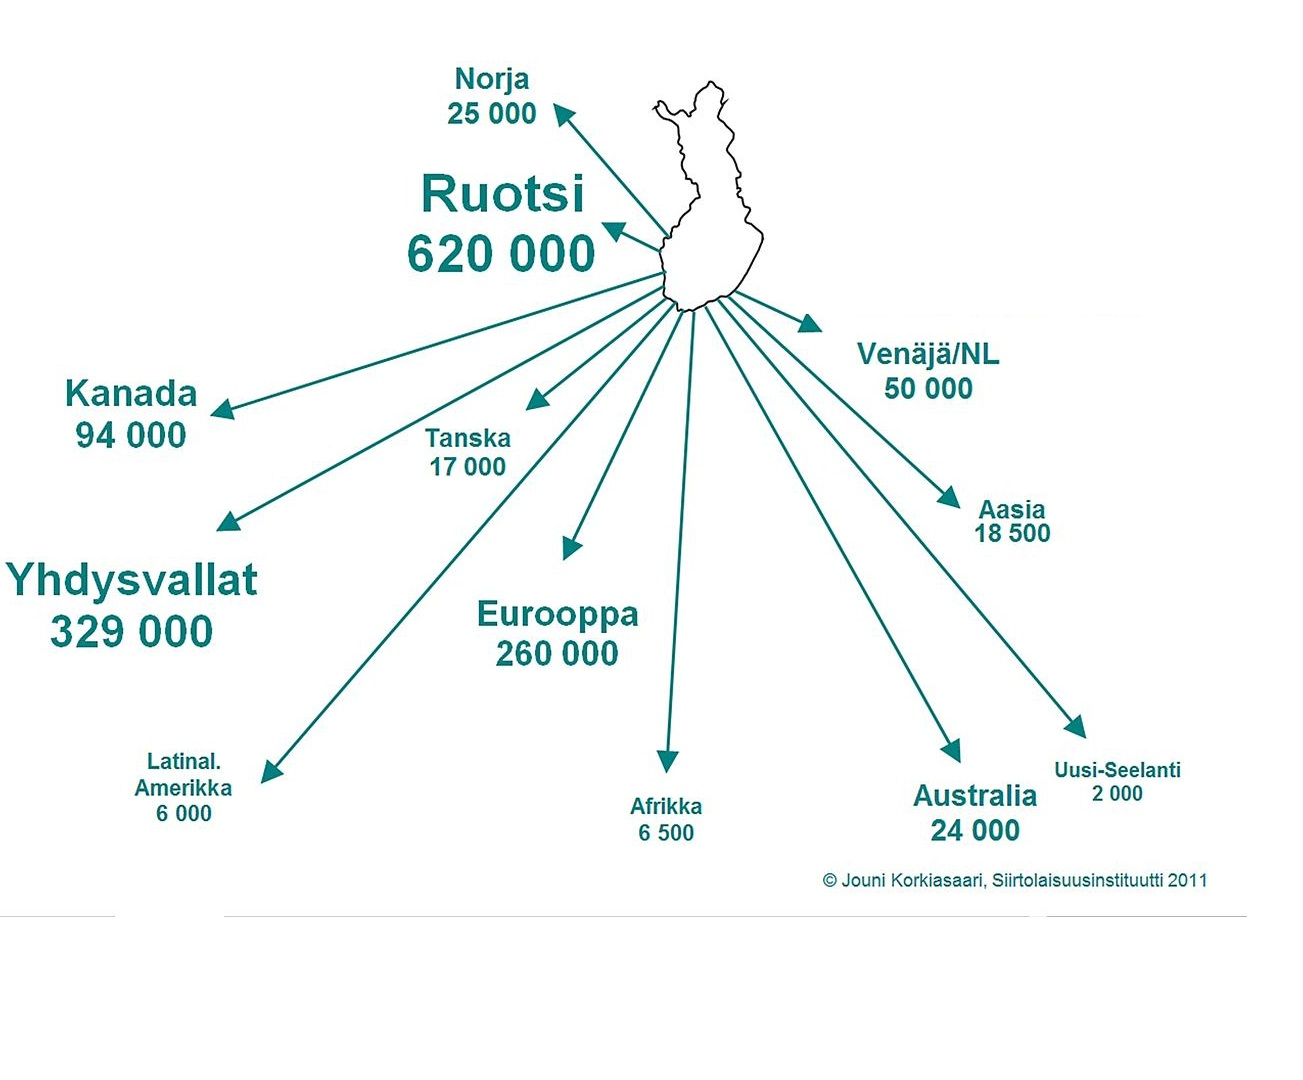 Norja
25 000
Ruotsi
620 000
Kanada
94 000
Tanska
17 000
Venäjä/NL
50 000
Yhdysvallat
329 000
Eurooppa
260 000
Aasia
18 500
Latinal.
Amerikka
6 000
Afrikka
6 500
Australia
24 000
Uusi-Seelanti
2 000
© Jouni Korkiasaari, Siirtolaisuusinstituutti 2011